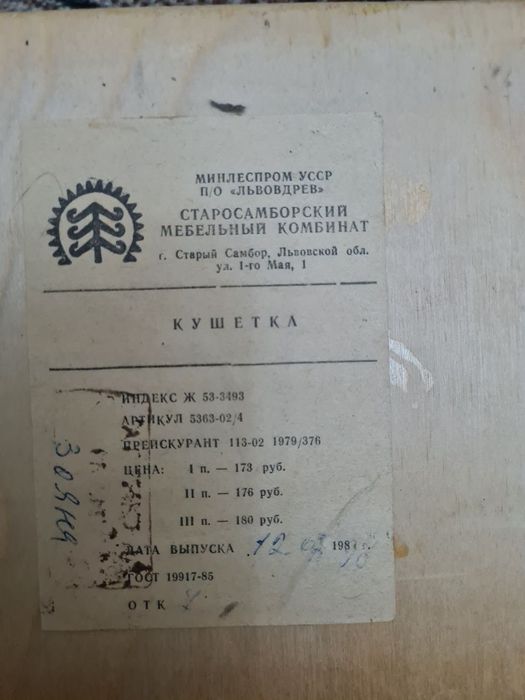 МИНЛЕСПРОМ УССР
П/О «ЛЬВОВДРЕВ»
СТАРОСАМБОРСКИЙ
МЕБЕЛЬНЫЙ КОМБИНАТ
г. Старый Самбор, Львовской обл.
ул. 1-го Мая, 1
КУШЕТКА
ИНДЕКС Ж 53-3493
АРТИКУЛ 5363-02/4
ПРЕЙСКУРАНТ 113-02 1979/376
ЦЕНА: I п. — 173 руб.
II п. — 176 руб.
III п. — 180 руб.
ДАТА ВЫПУСКА 12 198 г.
ГОСТ 19917-85
ОТК